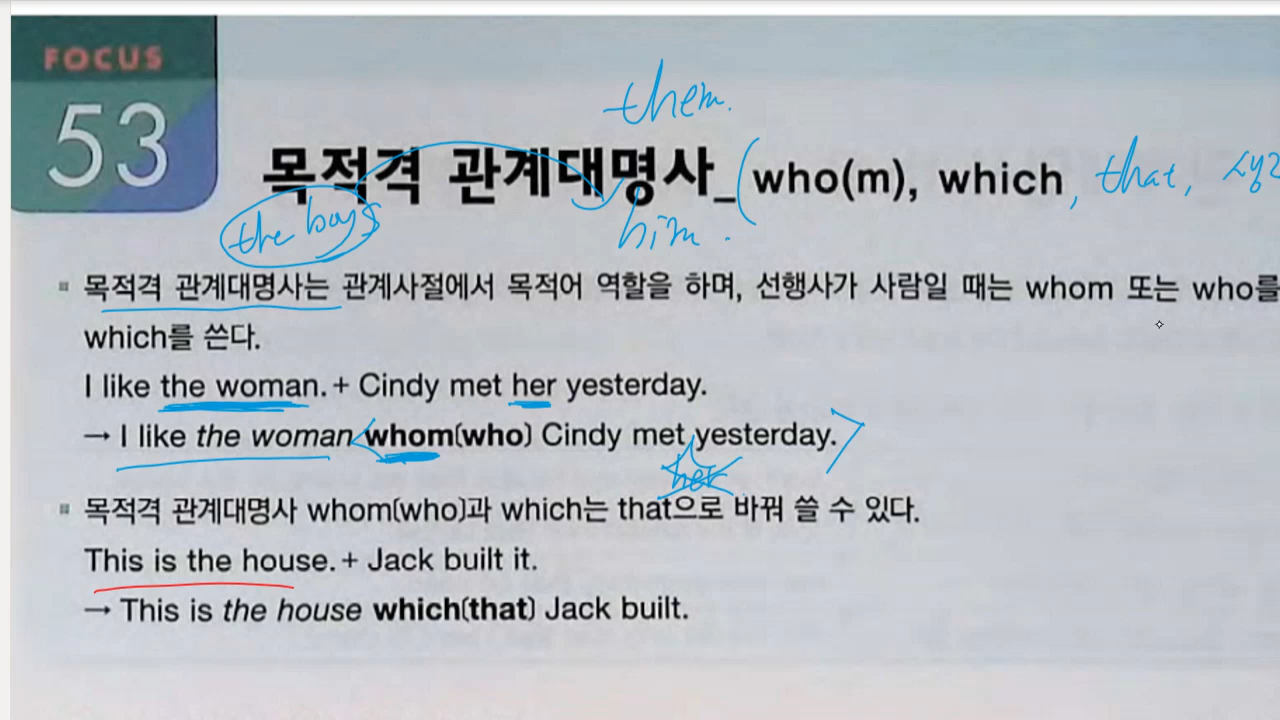 FOCUS
53
them.
목적격 관계대명사_ (who(m), which, that,
the boys
him.
목적격 관계대명사는 관계사절에서 목적어 역할을 하며, 선행사가 사람일 때는 whom 또는 who를
which를 쓴다.
I like the woman. + Cindy met her yesterday.
→ I like the woman <whom(who) Cindy met yesterday.>
her
목적격 관계대명사 whom(who)과 which는 that으로 바꿔 쓸 수 있다.
This is the house. + Jack built it.
→ This is the house which(that) Jack built.